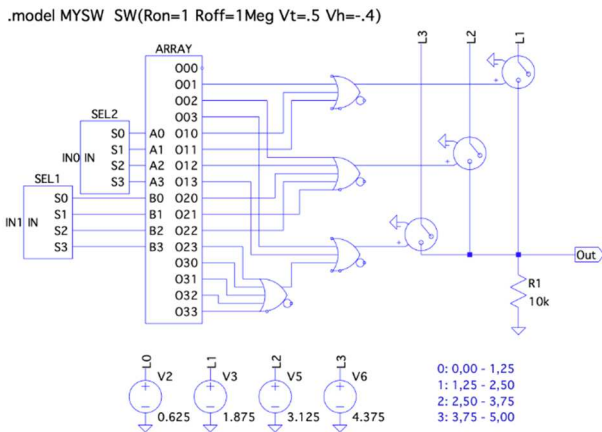 .model MYSW SW(Ron=1 Roff=1Meg Vt=.5 Vh=-.4)
L3
L2
L1
ARRAY
O00
O01
O02
O03
SEL2
S0 A0 O10
S1 A1 O11
IN0 IN
S2 A2 O12
S3 A3 O13
SEL1
S0 B0 O20
S1 B1 O21
IN1 IN
S2 B2 O22
S3 B3 O23
O30
O31
O32
O33
Out
R1
10k
L0
L1
L2
L3
V2
V3
V5
V6
0.625
1.875
3.125
4.375
0: 0,00 - 1,25
1: 1,25 - 2,50
2: 2,50 - 3,75
3: 3,75 - 5,00